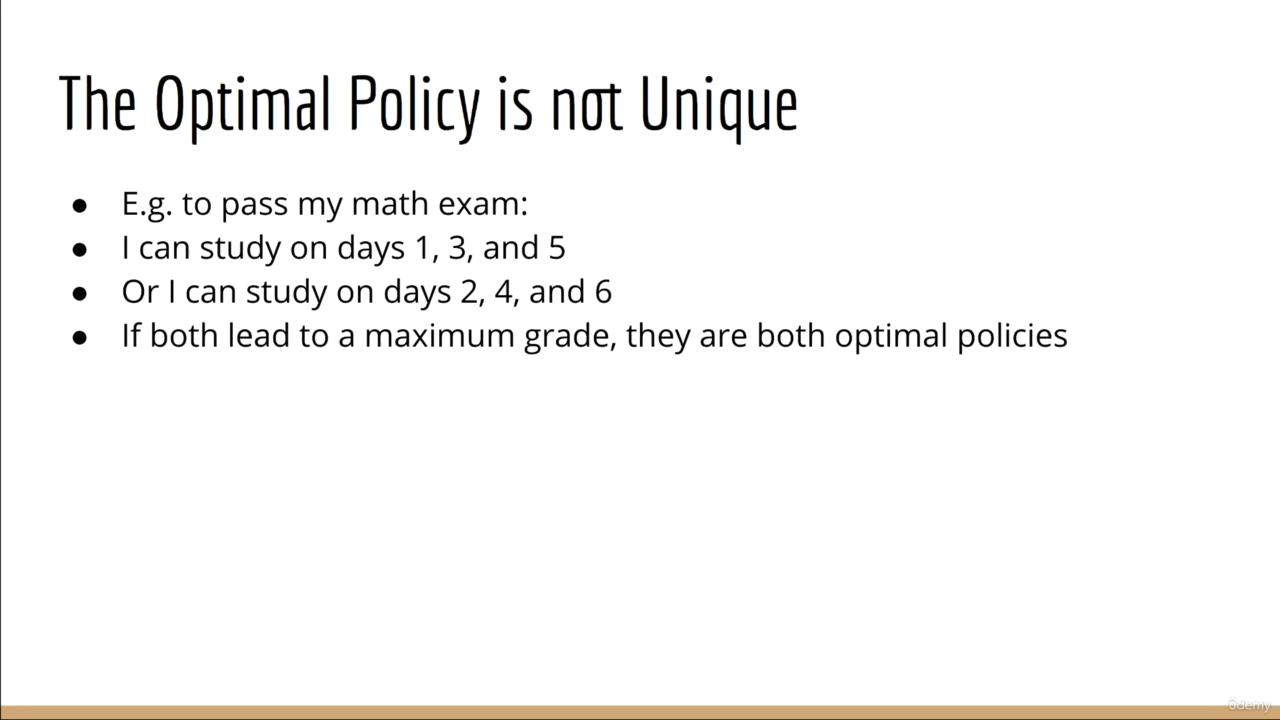 The Optimal Policy is not Unique
● E.g. to pass my math exam:
● I can study on days 1, 3, and 5
● Or I can study on days 2, 4, and 6
● If both lead to a maximum grade, they are both optimal policies
ûdemy